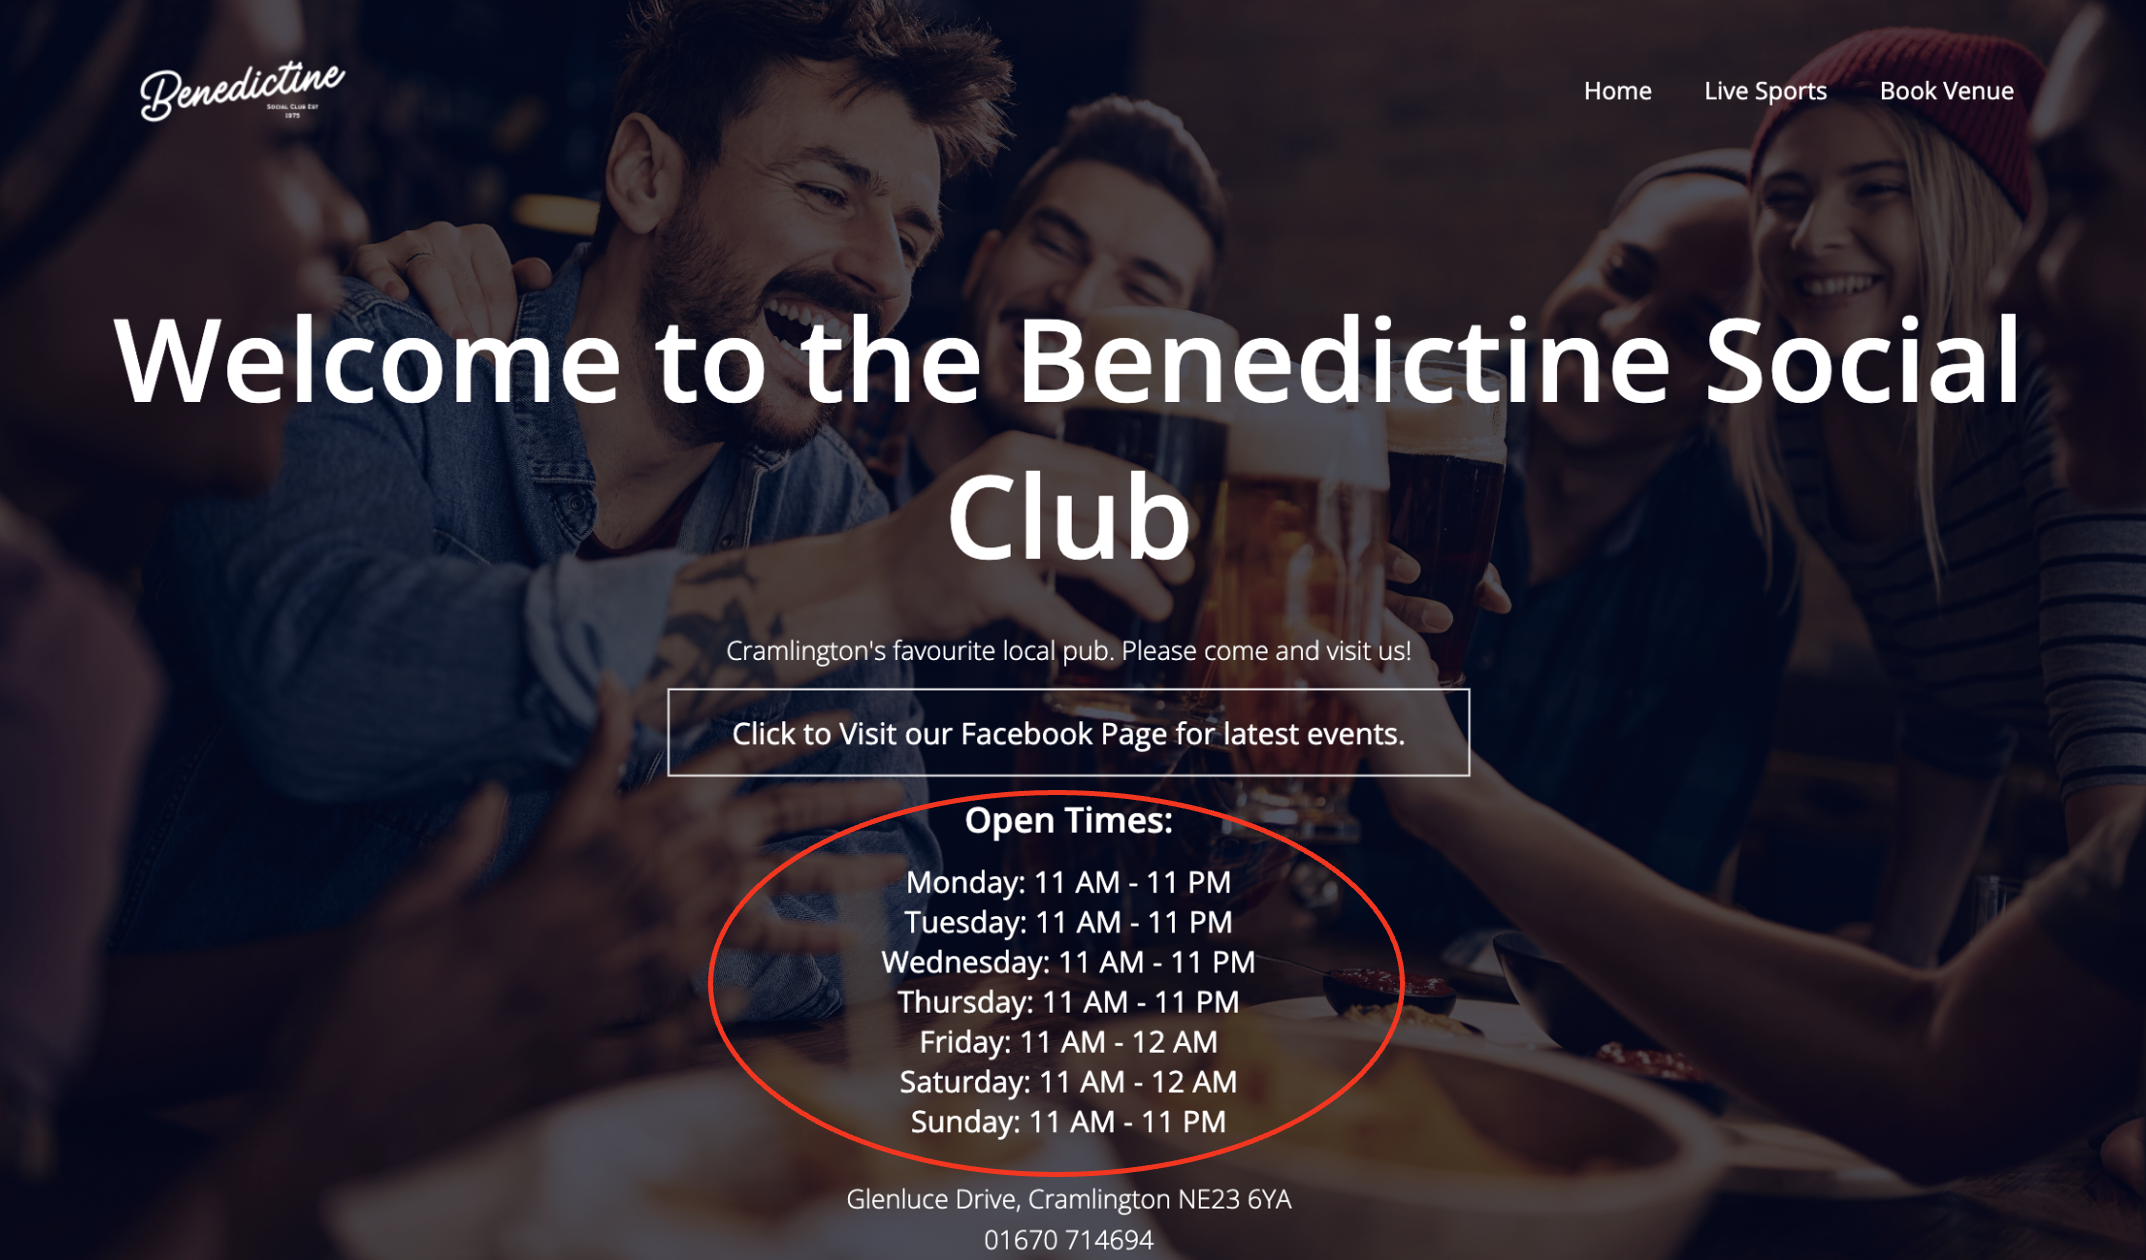 Benedictine
Social Club Est
1975
Home Live Sports Book Venue
Welcome to the Benedictine Social
Club
Cramlington's favourite local pub. Please come and visit us!
Click to Visit our Facebook Page for latest events.
Open Times:
Monday: 11 AM - 11 PM
Tuesday: 11 AM - 11 PM
Wednesday: 11 AM - 11 PM
Thursday: 11 AM - 11 PM
Friday: 11 AM - 12 AM
Saturday: 11 AM - 12 AM
Sunday: 11 AM - 11 PM
Glenluce Drive, Cramlington NE23 6YA
01670 714694